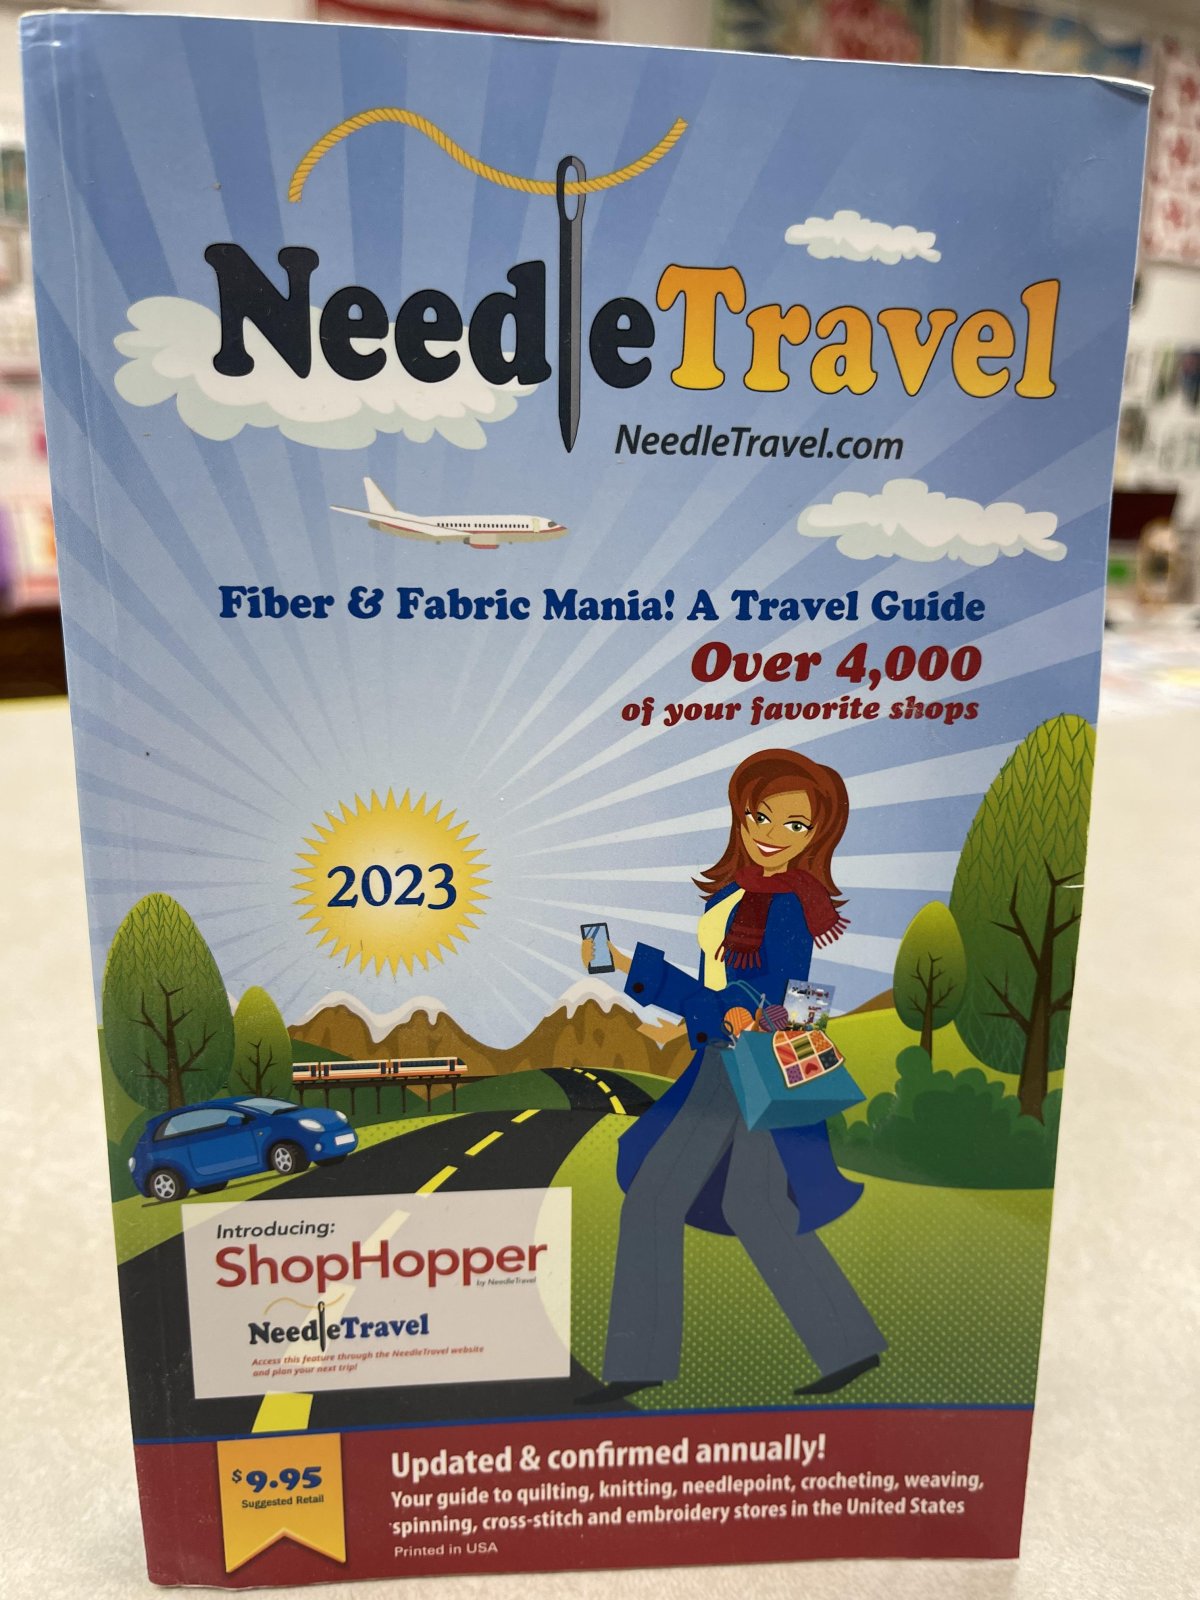 NeedleTravel
NeedleTravel.com
Fiber & Fabric Mania! A Travel Guide
Over 4,000
of your favorite shops
2023
Introducing:
ShopHopper
by NeedleTravel
NeedleTravel
Access this feature through the NeedleTravel website
and plan your next trip!
$9.95
Suggested Retail
Updated & confirmed annually!
Your guide to quilting, knitting, needlepoint, crocheting, weaving,
spinning, cross-stitch and embroidery stores in the United States
Printed in USA